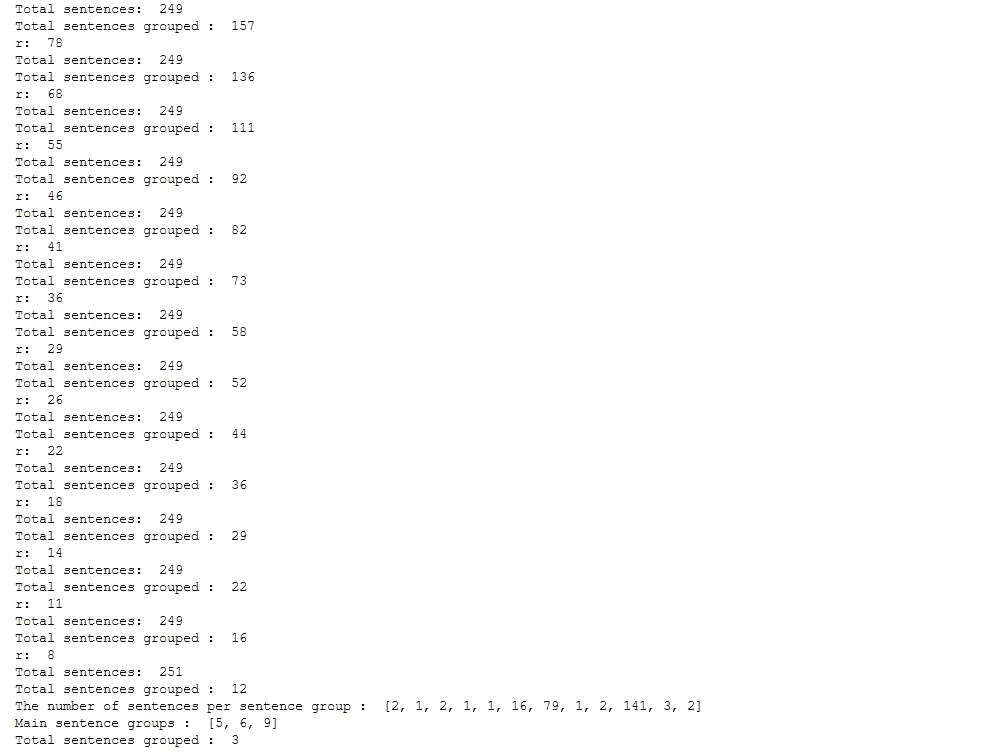 Total sentences:  249
Total sentences grouped :  157
r:  78
Total sentences:  249
Total sentences grouped :  136
r:  68
Total sentences:  249
Total sentences grouped :  111
r:  55
Total sentences:  249
Total sentences grouped :  92
r:  46
Total sentences:  249
Total sentences grouped :  82
r:  41
Total sentences:  249
Total sentences grouped :  73
r:  36
Total sentences:  249
Total sentences grouped :  58
r:  29
Total sentences:  249
Total sentences grouped :  52
r:  26
Total sentences:  249
Total sentences grouped :  44
r:  22
Total sentences:  249
Total sentences grouped :  36
r:  18
Total sentences:  249
Total sentences grouped :  29
r:  14
Total sentences:  249
Total sentences grouped :  22
r:  11
Total sentences:  249
Total sentences grouped :  16
r:  8
Total sentences:  251
Total sentences grouped :  12
The number of sentences per sentence group :  [2, 1, 2, 1, 1, 16, 79, 1, 2, 141, 3, 2]
Main sentence groups :  [5, 6, 9]
Total sentences grouped :  3